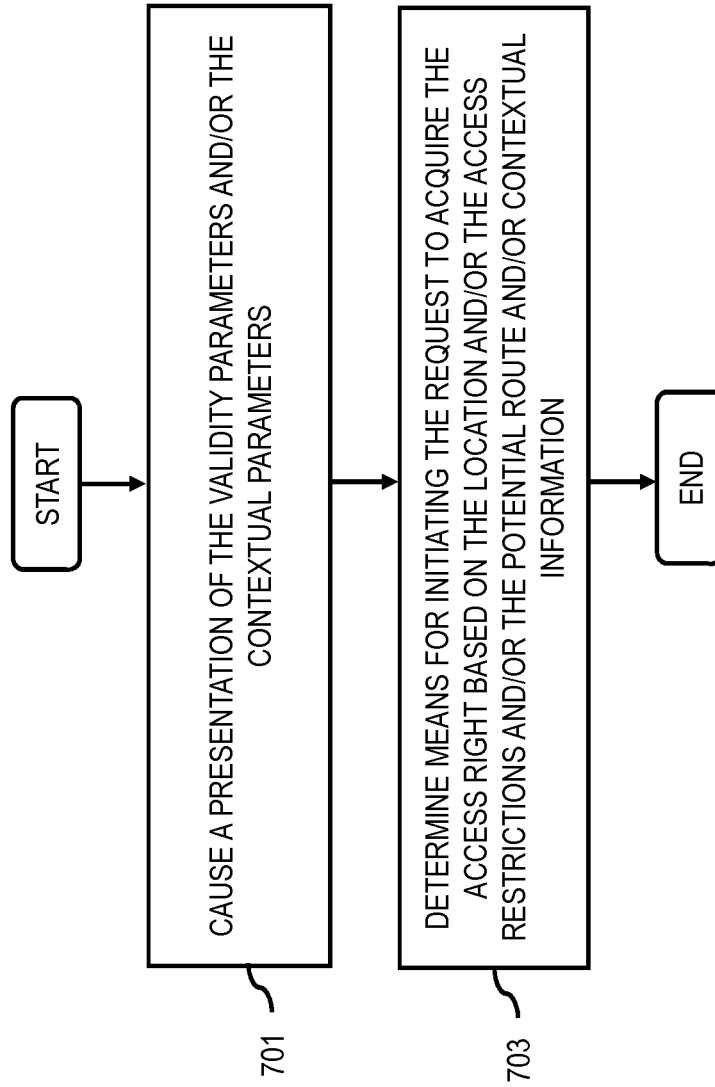 START
CAUSE A PRESENTATION OF THE VALIDITY PARAMETERS AND/OR THE
CONTEXTUAL PARAMETERS
701
DETERMINE MEANS FOR INITIATING THE REQUEST TO ACQUIRE THE
ACCESS RIGHT BASED ON THE LOCATION AND/OR THE ACCESS
RESTRICTIONS AND/OR THE POTENTIAL ROUTE AND/OR CONTEXTUAL
INFORMATION
703
END